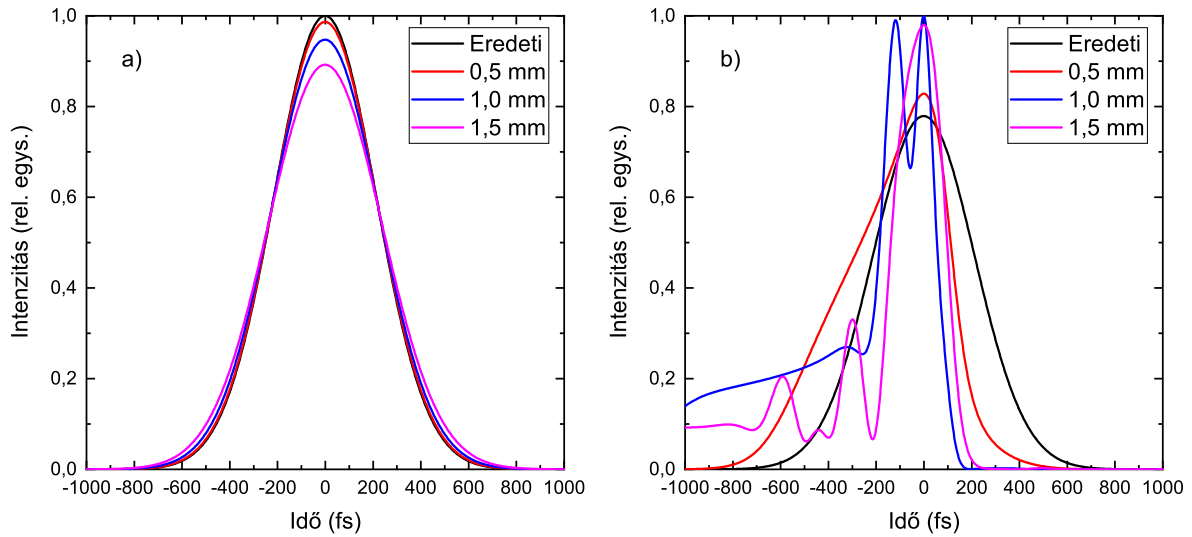 a)
Eredeti
0,5 mm
1,0 mm
1,5 mm
Intenzitás (rel. egys.)
1,0
0,8
0,6
0,4
0,2
0,0
-1000 -800 -600 -400 -200 0 200 400 600 800 1000
Idő (fs)
b)
Eredeti
0,5 mm
1,0 mm
1,5 mm
Intenzitás (rel. egys.)
1,0
0,8
0,6
0,4
0,2
0,0
-1000 -800 -600 -400 -200 0 200 400 600 800 1000
Idő (fs)